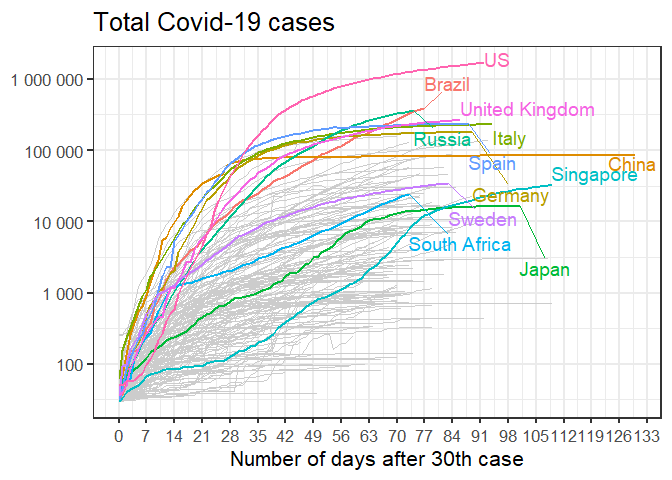 Total Covid-19 cases
1 000 000
100 000
10 000
1 000
100
US
Brazil
United Kingdom
Russia
Italy
Spain
China
Singapore
Germany
Sweden
South Africa
Japan
0 7 14 21 28 35 42 49 56 63 70 77 84 91 98 105 112 119 126 133
Number of days after 30th case